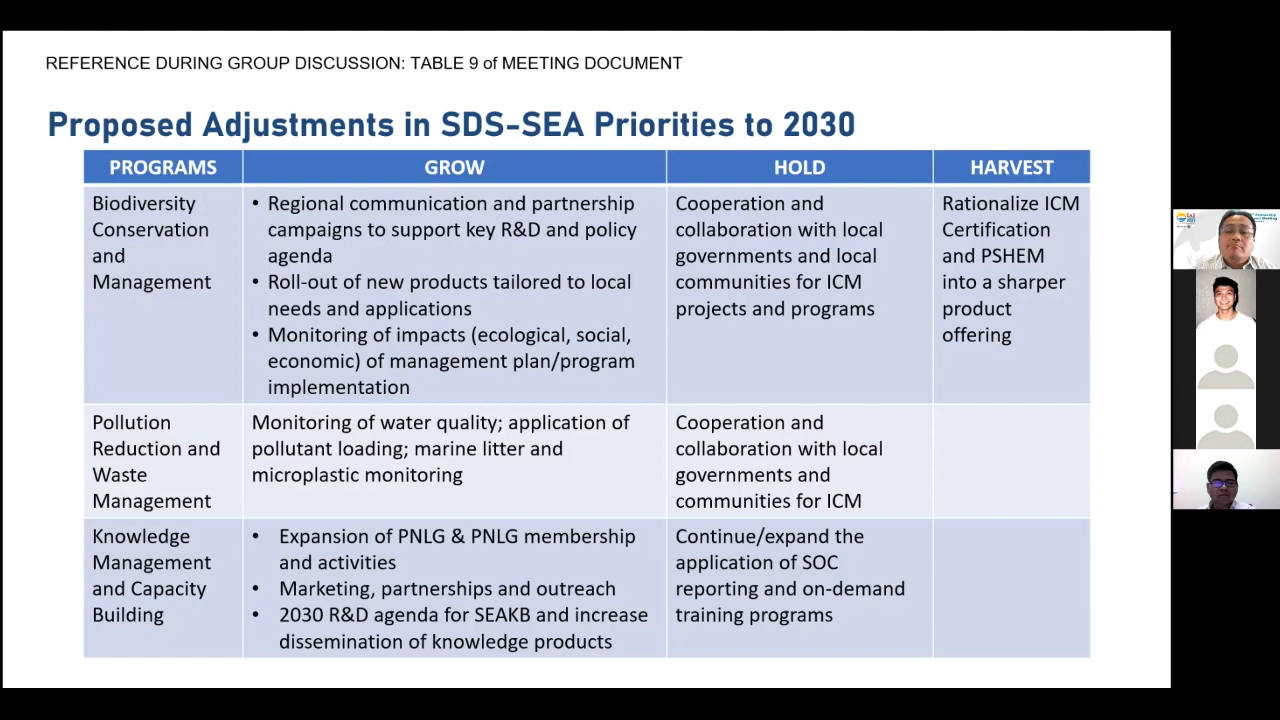 REFERENCE DURING GROUP DISCUSSION: TABLE 9 of MEETING DOCUMENT
Proposed Adjustments in SDS-SEA Priorities to 2030
PROGRAMS
GROW
HOLD
HARVEST
Biodiversity
Conservation
and
Management
• Regional communication and partnership
campaigns to support key R&D and policy
agenda
• Roll-out of new products tailored to local
needs and applications
• Monitoring of impacts (ecological, social,
economic) of management plan/program
implementation
Cooperation and
collaboration with local
governments and local
communities for ICM
projects and programs
Rationalize ICM
Certification
and PSHEM
into a sharper
product
offering
Pollution
Reduction and
Waste
Management
Monitoring of water quality; application of
pollutant loading; marine litter and
microplastic monitoring
Cooperation and
collaboration with local
governments and
communities for ICM
Knowledge
Management
and Capacity
Building
• Expansion of PNLG & PNLG membership
and activities
• Marketing, partnerships and outreach
• 2030 R&D agenda for SEAKB and increase
dissemination of knowledge products
Continue/expand the
application of SOC
reporting and on-demand
training programs